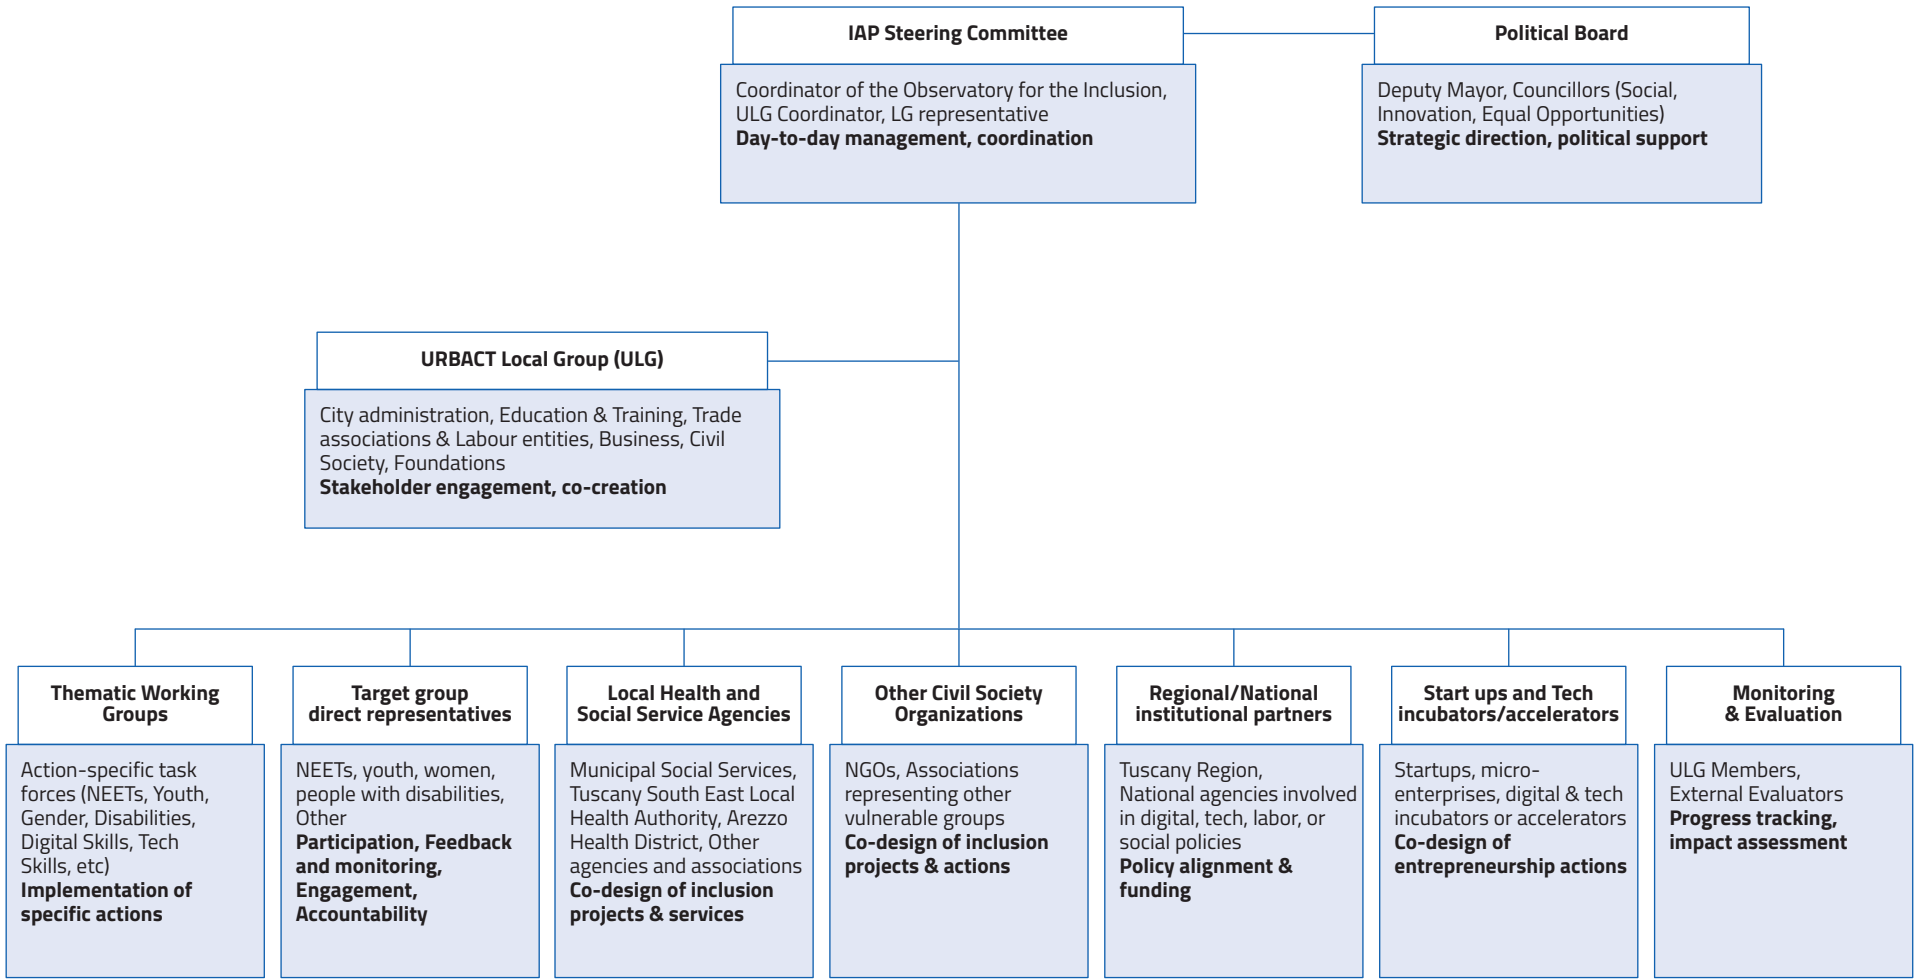 IAP Steering Committee
Coordinator of the Observatory for the Inclusion,
ULG Coordinator, LG representative
Day-to-day management, coordination
Political Board
Deputy Mayor, Councillors (Social,
Innovation, Equal Opportunities)
Strategic direction, political support
URBACT Local Group (ULG)
City administration, Education & Training, Trade
associations & Labour entities, Business, Civil
Society, Foundations
Stakeholder engagement, co-creation
Thematic Working
Groups
Action-specific task
forces (NEETs, Youth,
Gender, Disabilities,
Digital Skills, Tech
Skills, etc)
Implementation of
specific actions
Target group
direct representatives
NEETs, youth, women,
people with disabilities,
Other
Participation, Feedback
and monitoring,
Engagement,
Accountability
Local Health and
Social Service Agencies
Municipal Social Services,
Tuscany South East Local
Health Authority, Arezzo
Health District, Other
agencies and associations
Co-design of inclusion
projects & services
Other Civil Society
Organizations
NGOs, Associations
representing other
vulnerable groups
Co-design of inclusion
projects & actions
Regional/National
institutional partners
Tuscany Region,
National agencies involved
in digital, tech, labor, or
social policies
Policy alignment &
funding
Start ups and Tech
incubators/accelerators
Startups, micro-
enterprises, digital & tech
incubators or accelerators
Co-design of
entrepreneurship actions
Monitoring
& Evaluation
ULG Members,
External Evaluators
Progress tracking,
impact assessment